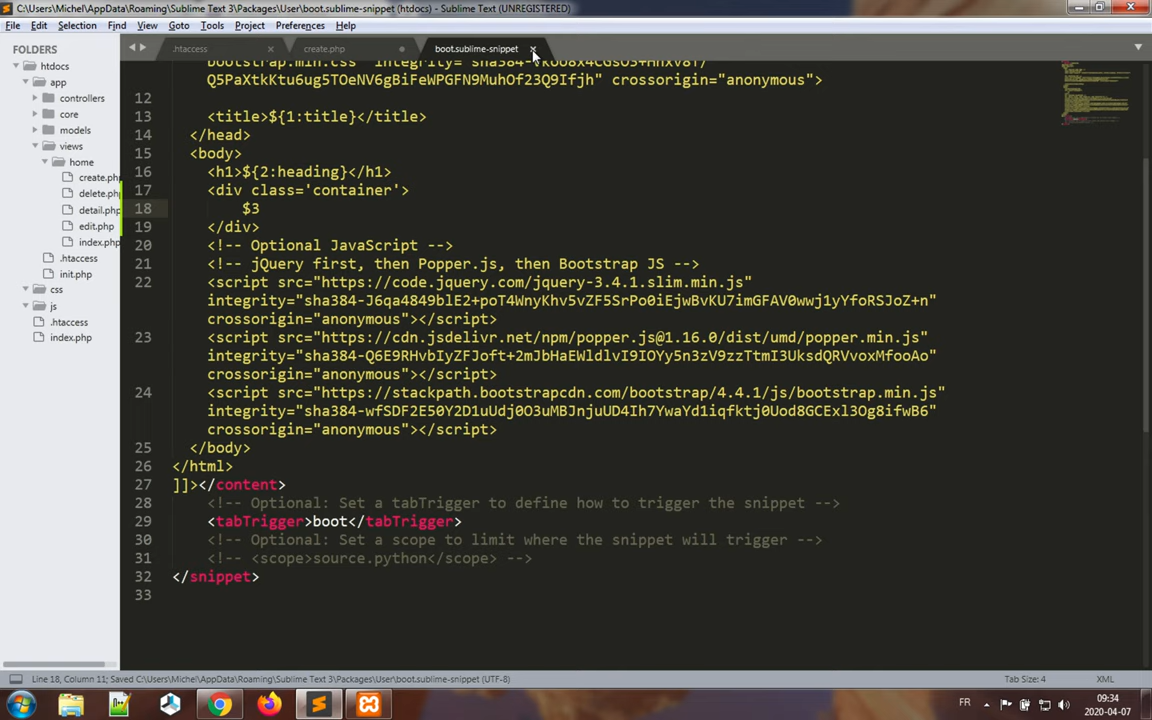 C:\Users\Michel\AppData\Roaming\Sublime Text 3\Packages\User\boot.sublime-snippet (htdocs) - Sublime Text (UNREGISTERED)
File Edit Selection Find View Goto Tools Project Preferences Help
FOLDERS
htdocs
app
controllers
core
models
views
home
create.php
delete.php
detail.php
edit.php
index.php
.htaccess
init.php
css
js
.htaccess
index.php
.htaccess create.php boot.sublime-snippet
Q5PaXtkKtu6ug5TOeNV6gBiFeWPGFN9MuhOf23Q9Ifjh" crossorigin="anonymous">
12
13 <title>${1:title}</title>
14 </head>
15 <body>
16 <h1>${2:heading}</h1>
17 <div class='container'>
18 $3
19 </div>
20 <!-- Optional JavaScript -->
21 <!-- jQuery first, then Popper.js, then Bootstrap JS -->
22 <script src="https://code.jquery.com/jquery-3.4.1.slim.min.js"
integrity="sha384-J6qa4849blE2+poT4WnyKhv5vZF5SrPo0iEjwBvKU7imGFAV0wwj1yYfoRSJoZ+n"
crossorigin="anonymous"></script>
23 <script src="https://cdn.jsdelivr.net/npm/popper.js@1.16.0/dist/umd/popper.min.js"
integrity="sha384-Q6E9RHvbIyZFJoft+2mJbHaEWldlvI9IOYy5n3zV9zzTtmI3UksdQRVvoxMfooAo"
crossorigin="anonymous"></script>
24 <script src="https://stackpath.bootstrapcdn.com/bootstrap/4.4.1/js/bootstrap.min.js"
integrity="sha384-wfSDF2E50Y2D1uUdj0O3uMBJnjuUD4Ih7YwaYd1iqfktj0Uod8GCExl3Og8ifwB6"
crossorigin="anonymous"></script>
25 </body>
26 </html>
27 ]]></content>
28 <!-- Optional: Set a tabTrigger to define how to trigger the snippet -->
29 <tabTrigger>boot</tabTrigger>
30 <!-- Optional: Set a scope to limit where the snippet will trigger -->
31 <!-- <scope>source.python</scope> -->
32 </snippet>
33
Line 18, Column 11; Saved C:\Users\Michel\AppData\Roaming\Sublime Text 3\Packages\User\boot.sublime-snippet (UTF-8) Tab Size: 4 XML
FR 09:34
2020-04-07